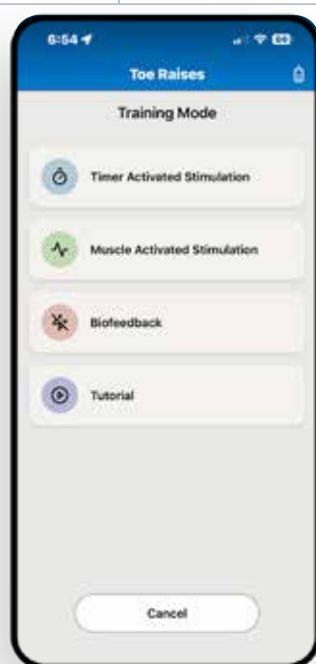 6:54
Toe Raises
Training Mode
Timer Activated Stimulation
Muscle Activated Stimulation
Biofeedback
Tutorial
Cancel